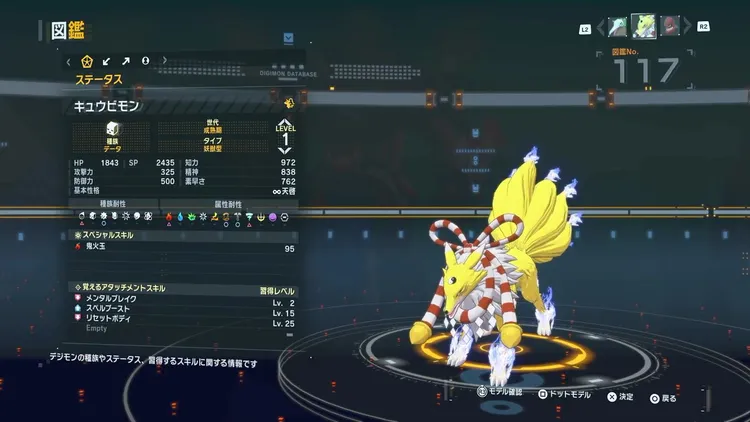 図鑑
L2
R2
図鑑No.
117
DIGIMON DATABASE
ステータス
キュウビモン
種族
データ
世代
成熟期
タイプ
妖獣型
LEVEL
1
HP 1843 SP 2435 知力 972
攻撃力 325 精神 838
防御力 500 素早さ 762
基本性格 天啓
種族耐性 属性耐性
スペシャルスキル
鬼火玉 95
覚えるアタッチメントスキル 習得レベル
メンタルブレイク Lv. 2
スペルブースト Lv. 15
リセットボディ Lv. 25
Empty
デジモンの種族やステータス、習得するスキルに関する情報です
モデル確認 ドットモデル 決定 戻る